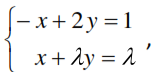 {−x + 2y = 1
x + λy = λ ,